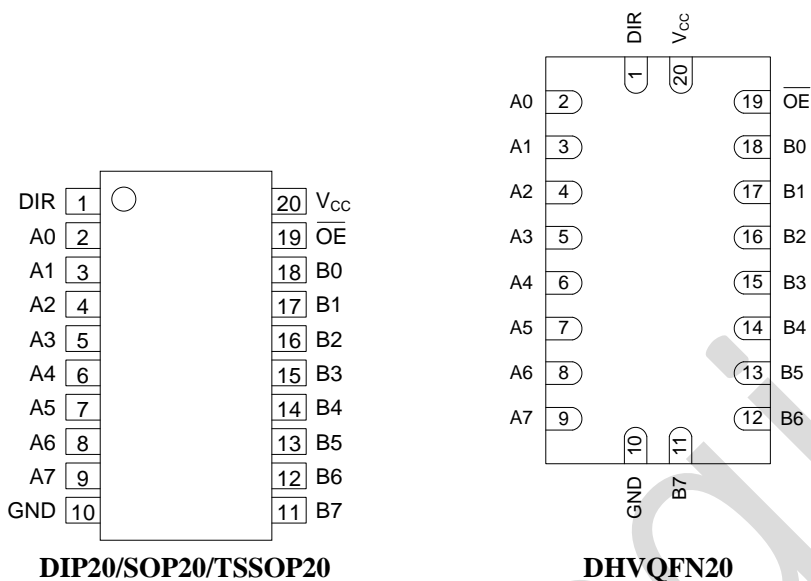 DIR 1 20 VCC
A0 2 19 OE
A1 3 18 B0
A2 4 17 B1
A3 5 16 B2
A4 6 15 B3
A5 7 14 B4
A6 8 13 B5
A7 9 12 B6
GND 10 11 B7
DIP20/SOP20/TSSOP20
DIR VCC
1 20
A0 2 19 OE
A1 3 18 B0
A2 4 17 B1
A3 5 16 B2
A4 6 15 B3
A5 7 14 B4
A6 8 13 B5
A7 9 12 B6
10 11
GND B7
DHVQFN20